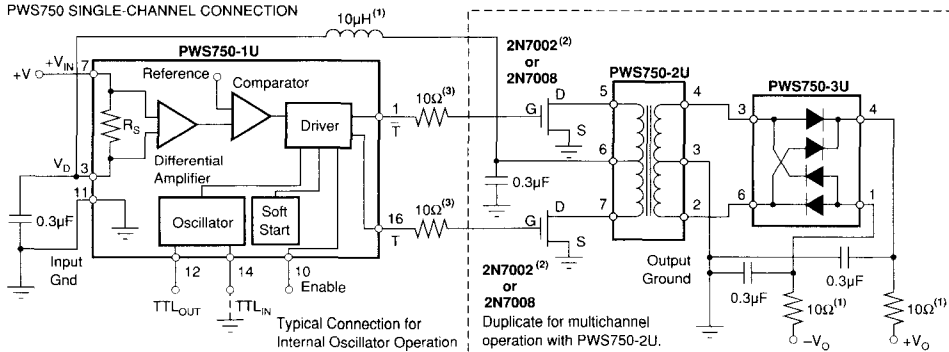 PWS750 SINGLE-CHANNEL CONNECTION
10µH(1)
PWS750-1U
+V
+VIN
7
Reference
Comparator
RS
Differential
Amplifier
Driver
1
T̅
10Ω(3)
VD
3
11
0.3µF
Input
Gnd
Oscillator
Soft
Start
16
T
10Ω(3)
12
14
10
Enable
TTLOUT
TTLIN
Typical Connection for
Internal Oscillator Operation
2N7002(2)
or
2N7008
G
D
S
0.3µF
G
D
S
2N7002(2)
or
2N7008
PWS750-2U
5
4
6
3
7
2
PWS750-3U
3
4
6
1
Output
Ground
0.3µF
0.3µF
10Ω(1)
10Ω(1)
–VO
+VO
Duplicate for multichannel
operation with PWS750-2U.